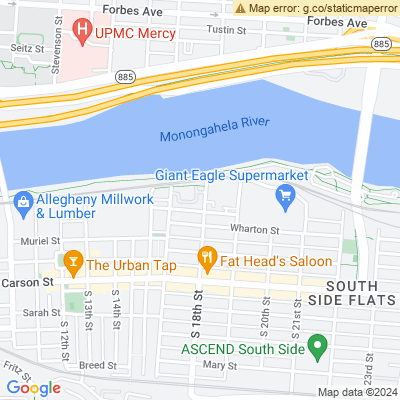 Forbes Ave
Map error: g.co/staticmaperror
Tustin St
Forbes Ave
Seitz St
Stevenson St
H
UPMC Mercy
885
885
Monongahela River
Giant Eagle Supermarket
Allegheny Millwork
& Lumber
Wharton St
Muriel St
The Urban Tap
Fat Head's Saloon
Carson St
SOUTH
SIDE FLATS
S 13th St
S 14th St
S 18th St
S 20th St
S 21st St
Sarah St
S 12th St
ASCEND South Side
Fritz St
Breed St
Mary St
23rd St
Google
Map data ©2024